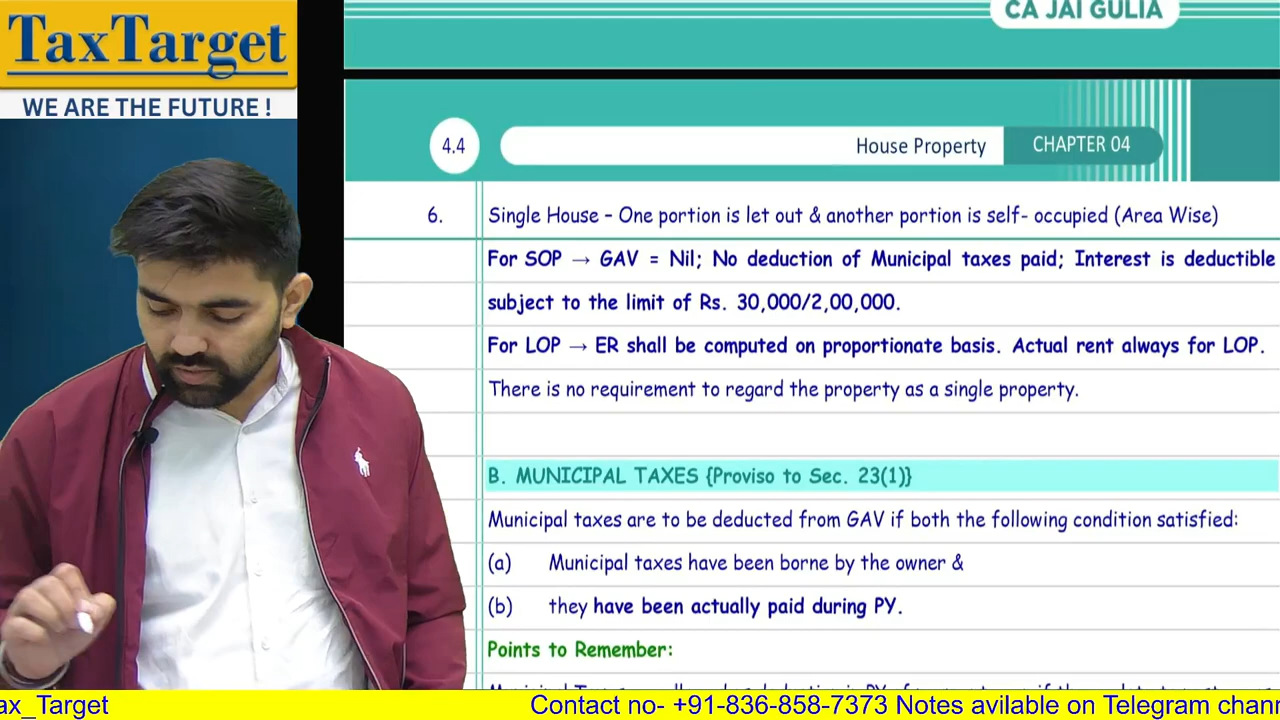 TaxTarget
WE ARE THE FUTURE !
CA JAI GULIA
4.4
House Property
CHAPTER 04
6. Single House – One portion is let out & another portion is self- occupied (Area Wise)
For SOP → GAV = Nil; No deduction of Municipal taxes paid; Interest is deductible
subject to the limit of Rs. 30,000/2,00,000.
For LOP → ER shall be computed on proportionate basis. Actual rent always for LOP.
There is no requirement to regard the property as a single property.
B. MUNICIPAL TAXES {Proviso to Sec. 23(1)}
Municipal taxes are to be deducted from GAV if both the following condition satisfied:
(a) Municipal taxes have been borne by the owner &
(b) they have been actually paid during PY.
Points to Remember:
ax_Target Contact no- +91-836-858-7373 Notes avilable on Telegram chan